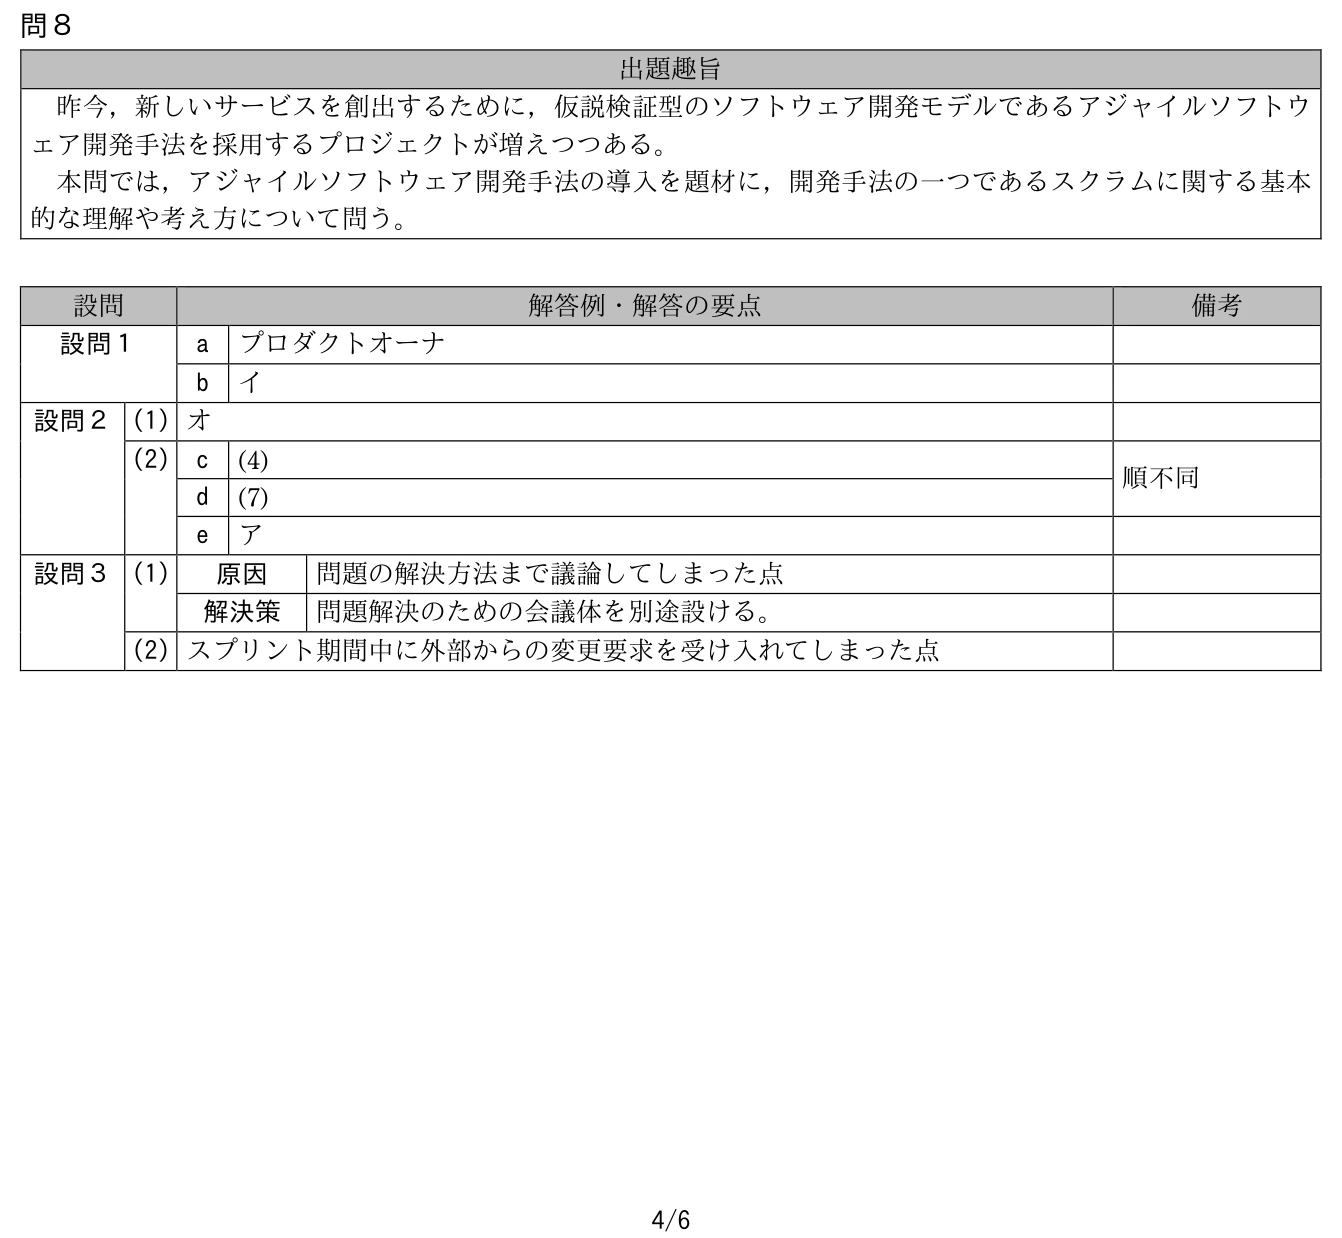 問８
出題趣旨
　昨今，新しいサービスを創出するために，仮説検証型のソフトウェア開発モデルであるアジャイルソフトウ
ェア開発手法を採用するプロジェクトが増えつつある。
　本問では，アジャイルソフトウェア開発手法の導入を題材に，開発手法の一つであるスクラムに関する基本
的な理解や考え方について問う。
設問 解答例・解答の要点 備考
設問１ a プロダクトオーナ
b イ
設問２ (1) オ
(2) c (4) 順不同
d (7)
e ア
設問３ (1) 原因 問題の解決方法まで議論してしまった点
解決策 問題解決のための会議体を別途設ける。
(2) スプリント期間中に外部からの変更要求を受け入れてしまった点
4/6